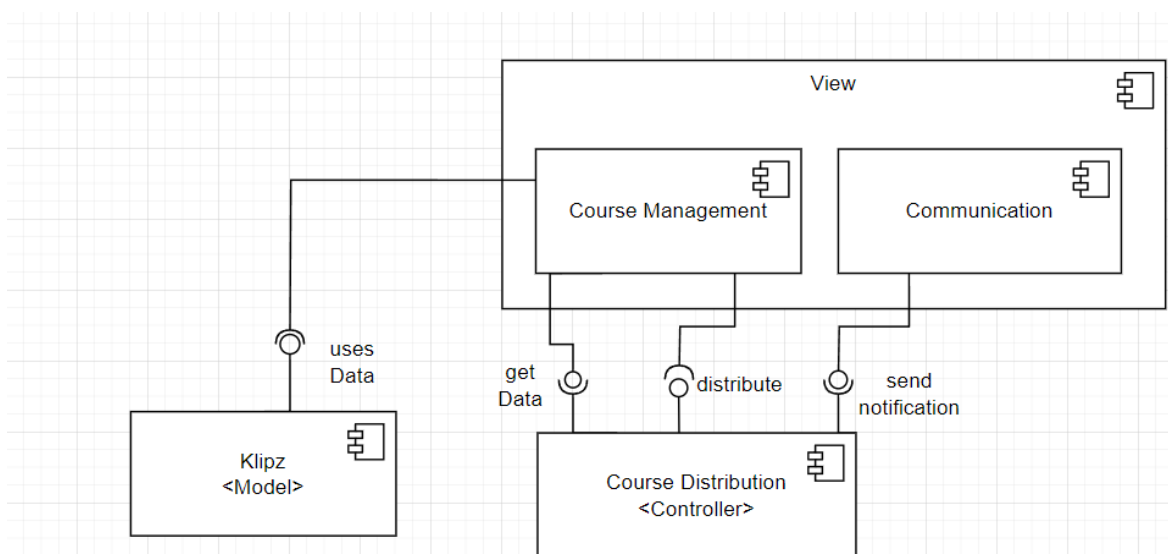 View
Course Management
Communication
uses
Data
get
Data
distribute
send
notification
Klipz
<Model>
Course Distribution
<Controller>